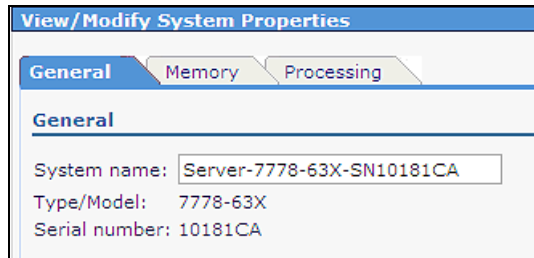 View/Modify System Properties
General Memory Processing
General
System name: Server-7778-63X-SN10181CA
Type/Model: 7778-63X
Serial number: 10181CA